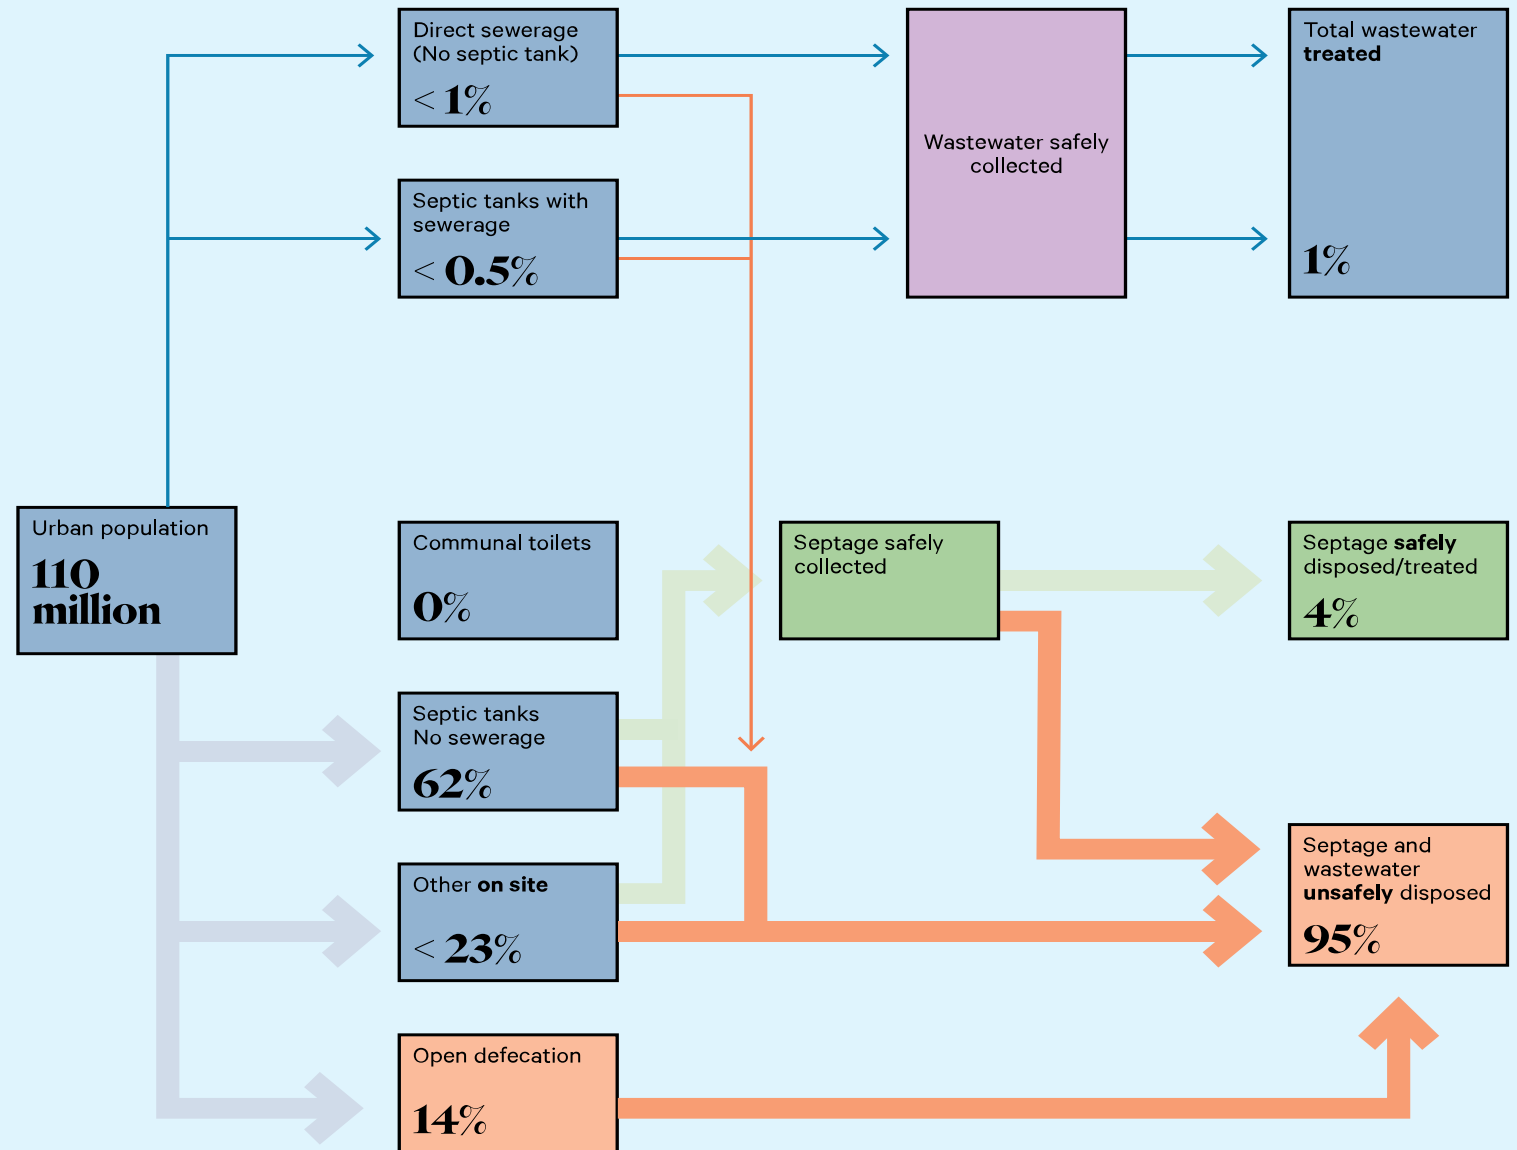 Direct sewerage
(No septic tank)
< 1%
Septic tanks with
sewerage
< 0.5%
Wastewater safely
collected
Total wastewater
treated
1%
Urban population
110
million
Communal toilets
0%
Septic tanks
No sewerage
62%
Other on site
< 23%
Open defecation
14%
Septage safely
collected
Septage safely
disposed/treated
4%
Septage and
wastewater
unsafely disposed
95%